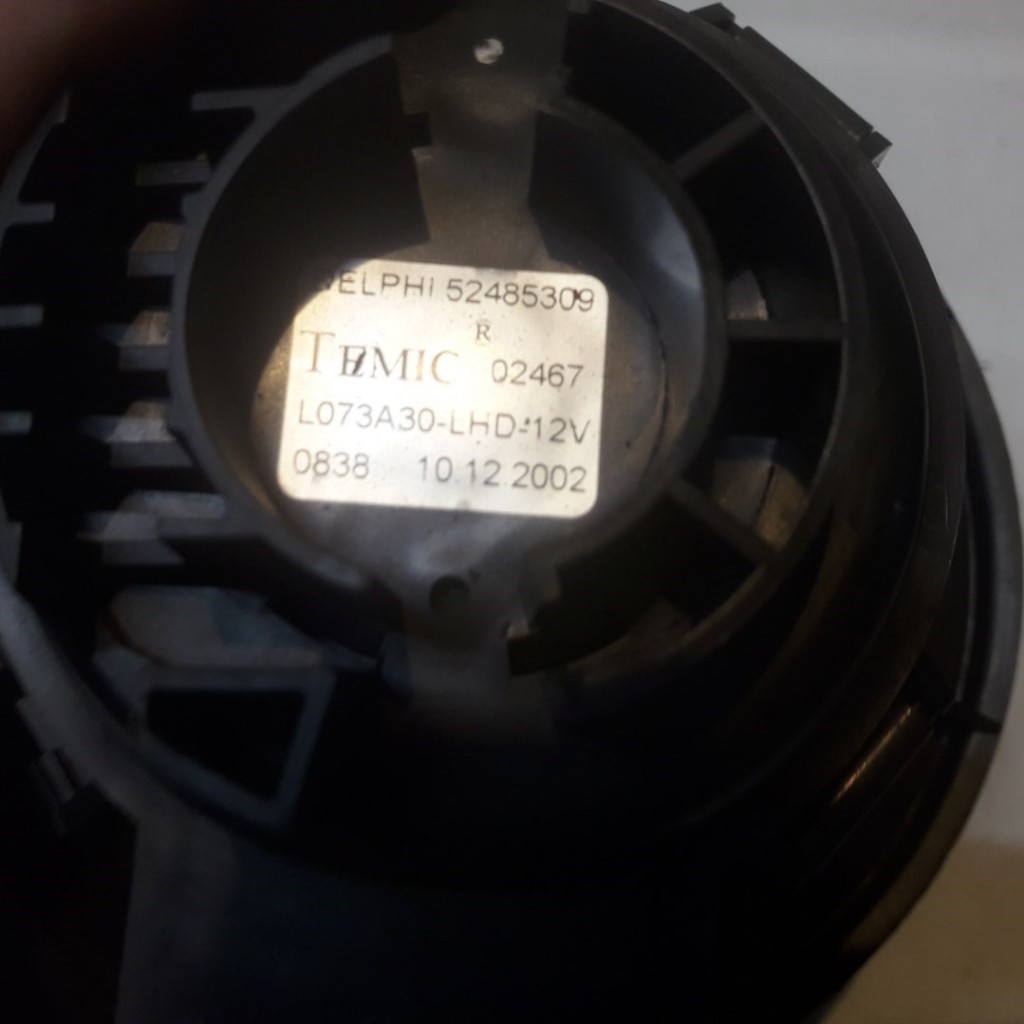 DELPHI 52485309
R
TEMIC 02467
L073A30-LHD-12V
0838 10.12.2002